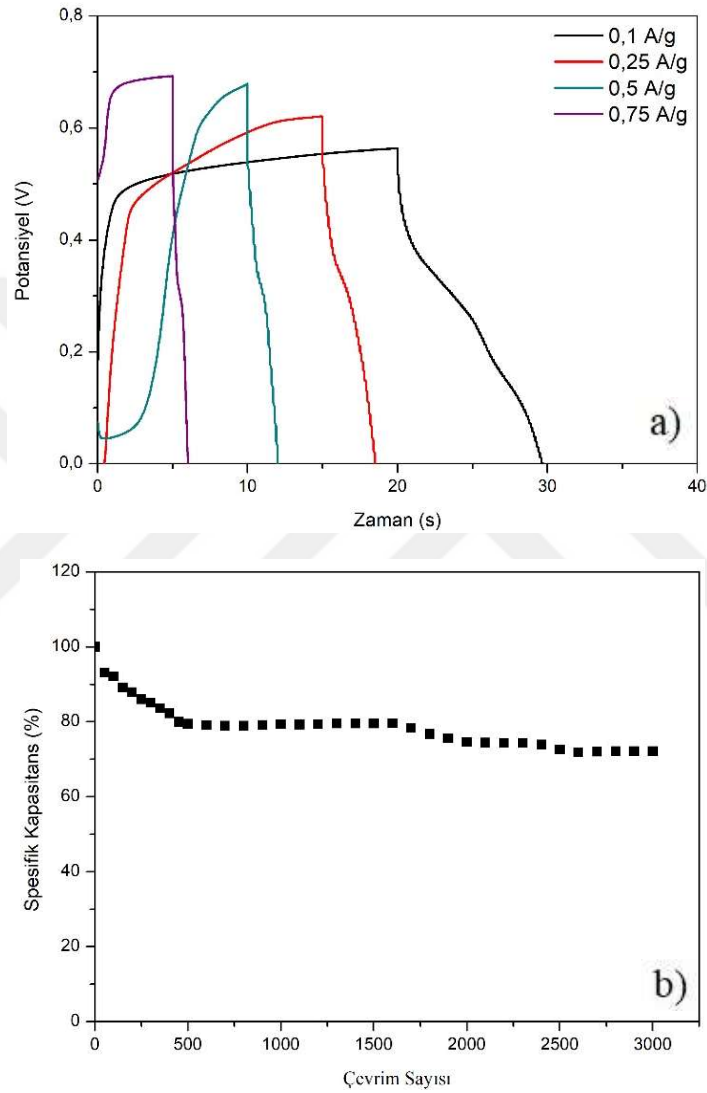 0,8
0,6
0,4
0,2
0,0
Potansiyel (V)
0,1 A/g
0,25 A/g
0,5 A/g
0,75 A/g
a)
0 10 20 30 40
Zaman (s)
120
100
80
60
40
20
0
Spesifik Kapasitans (%)
b)
0 500 1000 1500 2000 2500 3000
Çevrim Sayısı